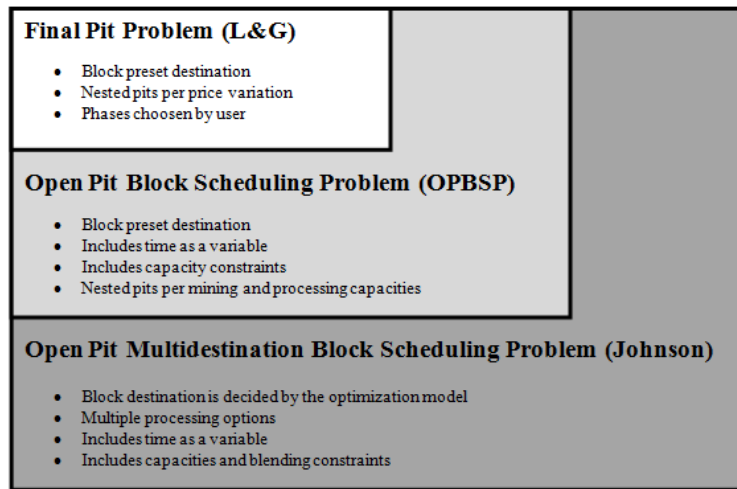 Final Pit Problem (L&G)
• Block preset destination
• Nested pits per price variation
• Phases choosen by user
Open Pit Block Scheduling Problem (OPBSP)
• Block preset destination
• Includes time as a variable
• Includes capacity constraints
• Nested pits per mining and processing capacities
Open Pit Multidestination Block Scheduling Problem (Johnson)
• Block destination is decided by the optimization model
• Multiple processing options
• Includes time as a variable
• Includes capacities and blending constraints